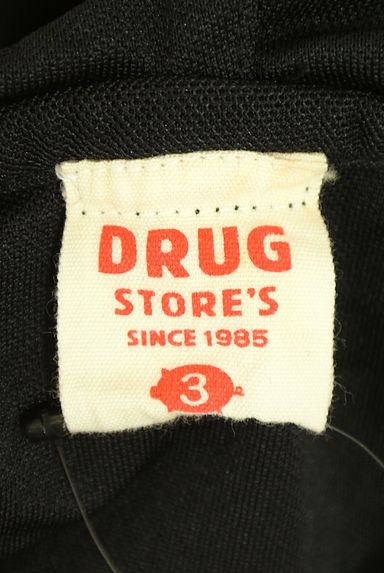 DRUG
STORE'S
SINCE 1985
3